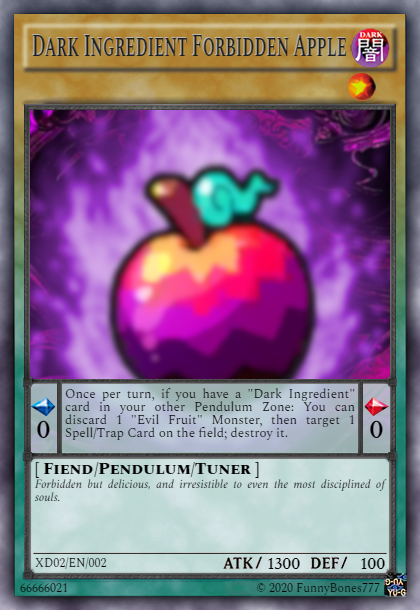 Dark Ingredient Forbidden Apple
DARK
闇
Once per turn, if you have a "Dark Ingredient"
card in your other Pendulum Zone: You can
discard 1 "Evil Fruit" Monster, then target 1
Spell/Trap Card on the field; destroy it.
0
0
[ Fiend/Pendulum/Tuner ]
Forbidden but delicious, and irresistible to even the most disciplined of
souls.
XD02/EN/002
ATK/ 1300 DEF/ 100
66666021
© 2020 FunnyBones777